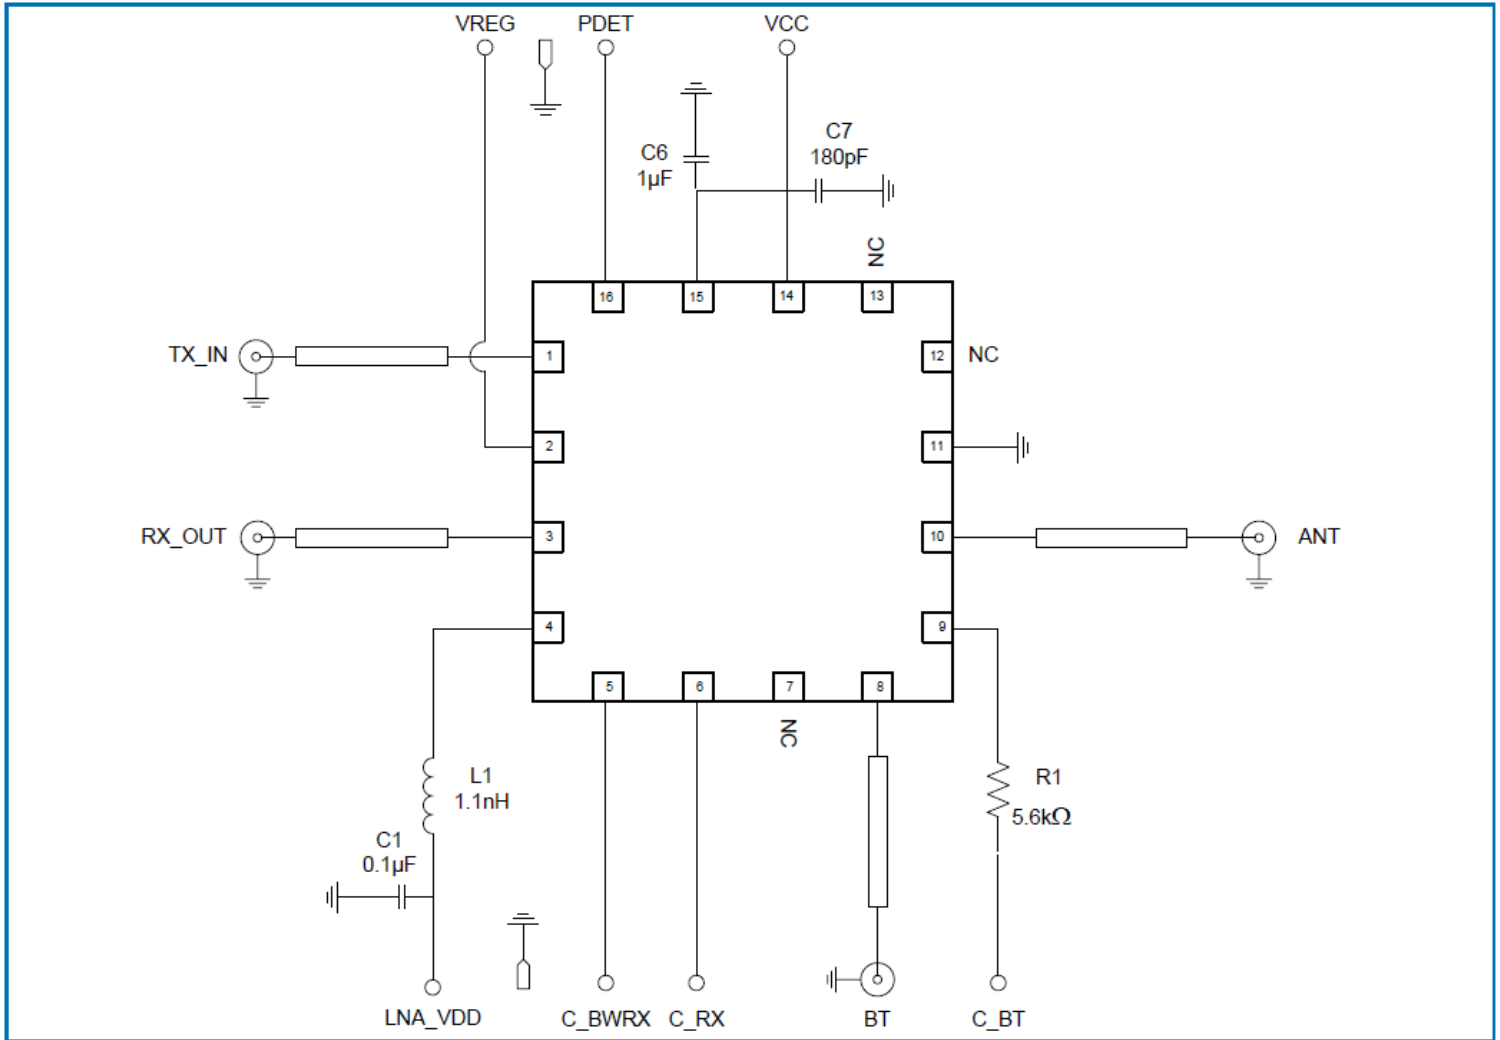 VREG
PDET
VCC
C7
180pF
C6
1µF
NC
16
15
14
13
TX_IN
1
12
NC
2
11
RX_OUT
3
10
ANT
4
9
5
6
7
8
NC
L1
1.1nH
R1
5.6kΩ
C1
0.1µF
LNA_VDD
C_BWRX
C_RX
BT
C_BT